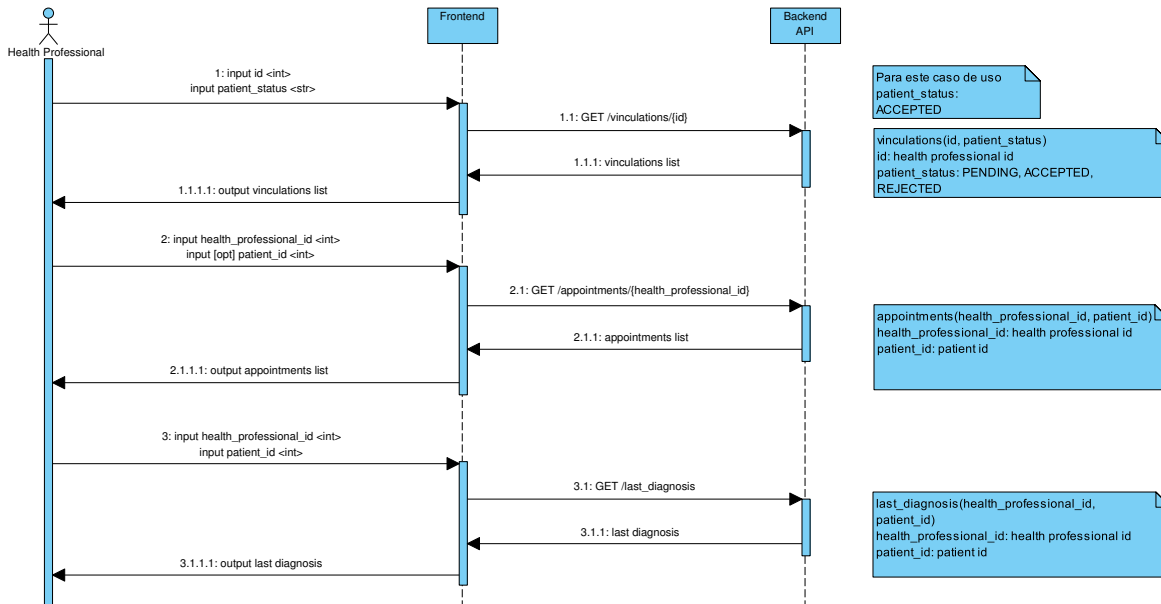 Health Professional
Frontend
Backend
API
1: input id <int>
input patient_status <str>
1.1: GET /vinculations/{id}
1.1.1: vinculations list
1.1.1.1: output vinculations list
Para este caso de uso
patient_status:
ACCEPTED
vinculations(id, patient_status)
id: health professional id
patient_status: PENDING, ACCEPTED,
REJECTED
2: input health_professional_id <int>
input [opt] patient_id <int>
2.1: GET /appointments/{health_professional_id}
2.1.1: appointments list
2.1.1.1: output appointments list
appointments(health_professional_id, patient_id)
health_professional_id: health professional id
patient_id: patient id
3: input health_professional_id <int>
input patient_id <int>
3.1: GET /last_diagnosis
3.1.1: last diagnosis
3.1.1.1: output last diagnosis
last_diagnosis(health_professional_id,
patient_id)
health_professional_id: health professional id
patient_id: patient id